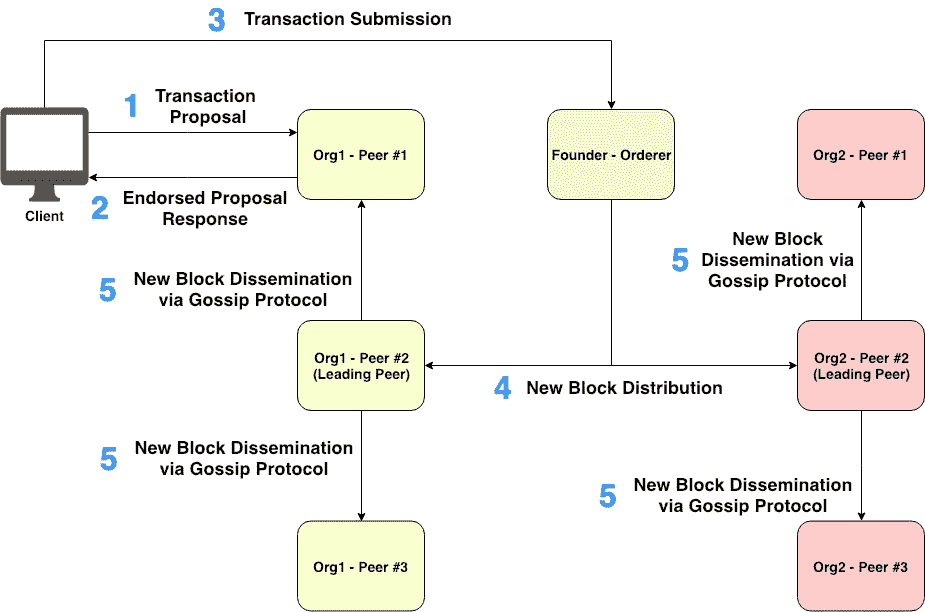 3 Transaction Submission
1 Transaction
Proposal
Org1 - Peer #1
Founder - Orderer
Org2 - Peer #1
Client
2 Endorsed Proposal
Response
New Block
5 Dissemination via
Gossip Protocol
5 New Block Dissemination
via Gossip Protocol
Org1 - Peer #2
(Leading Peer)
Org2 - Peer #2
(Leading Peer)
4 New Block Distribution
5 New Block Dissemination
via Gossip Protocol
5 New Block Dissemination
via Gossip Protocol
Org1 - Peer #3
Org2 - Peer #3